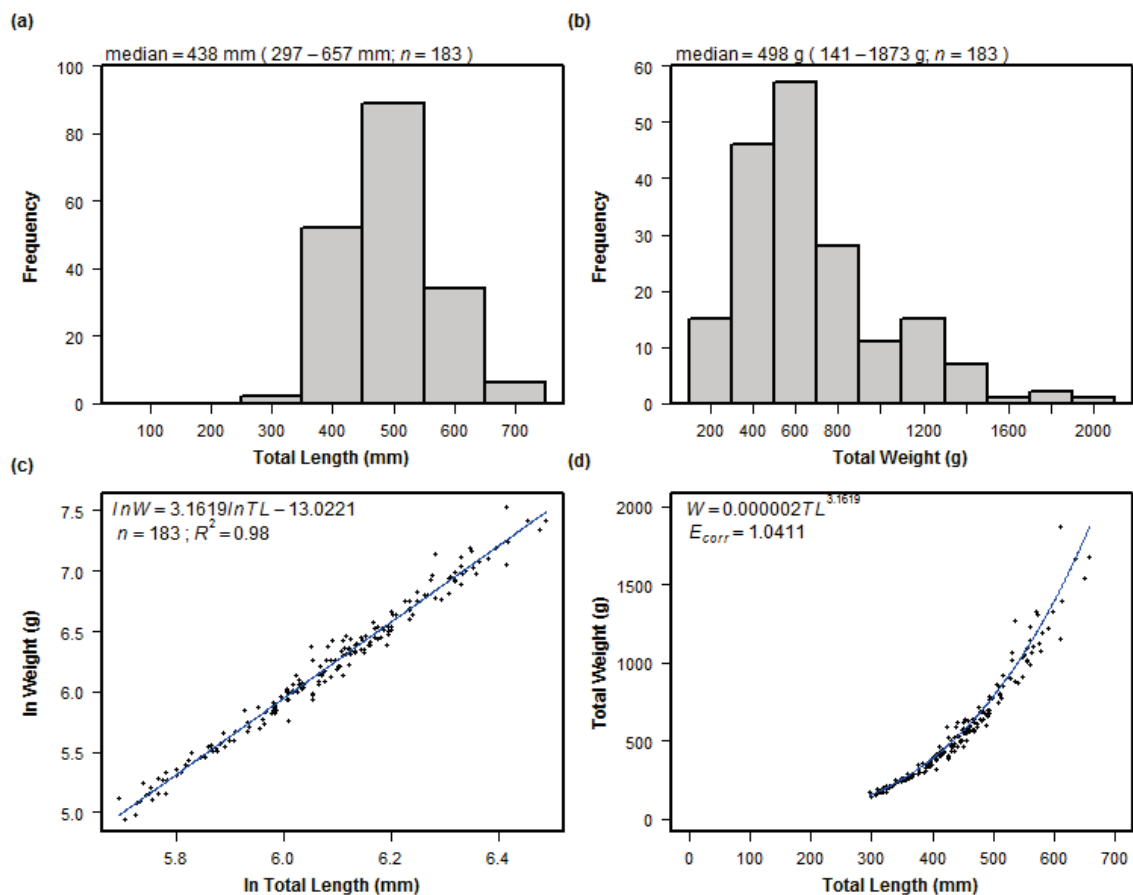 (a)
median = 438 mm ( 297 – 657 mm; n = 183 )
100
80
60
40
20
0
Frequency
100 200 300 400 500 600 700
Total Length (mm)
(b)
median = 498 g ( 141 – 1873 g; n = 183 )
60
50
40
30
20
10
0
Frequency
200 400 600 800 1200 1600 2000
Total Weight (g)
(c)
lnW = 3.1619lnTL – 13.0221
n = 183 ; R² = 0.98
7.5
7.0
6.5
6.0
5.5
5.0
ln Weight (g)
5.8 6.0 6.2 6.4
ln Total Length (mm)
(d)
W = 0.000002TL^3.1619
E_corr = 1.0411
2000
1500
1000
500
0
Total Weight (g)
0 100 200 300 400 500 600 700
Total Length (mm)